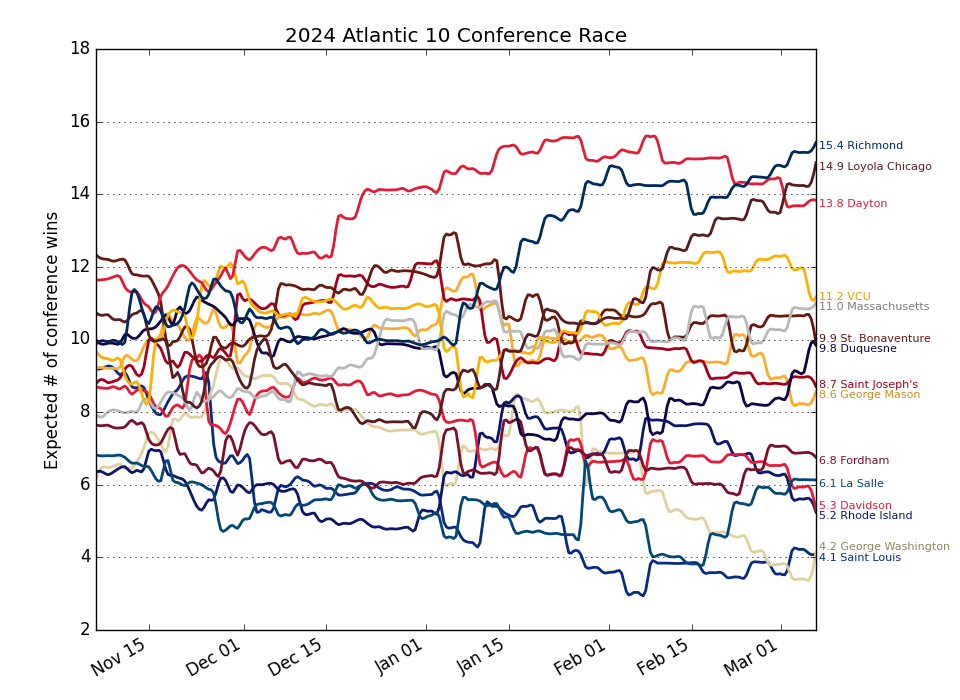 2024 Atlantic 10 Conference Race
Expected # of conference wins
18
16
14
12
10
8
6
4
2
Nov 15
Dec 01
Dec 15
Jan 01
Jan 15
Feb 01
Feb 15
Mar 01
15.4 Richmond
14.9 Loyola Chicago
13.8 Dayton
11.2 VCU
11.0 Massachusetts
9.9 St. Bonaventure
9.8 Duquesne
8.7 Saint Joseph's
8.6 George Mason
6.8 Fordham
6.1 La Salle
5.3 Davidson
5.2 Rhode Island
4.2 George Washington
4.1 Saint Louis